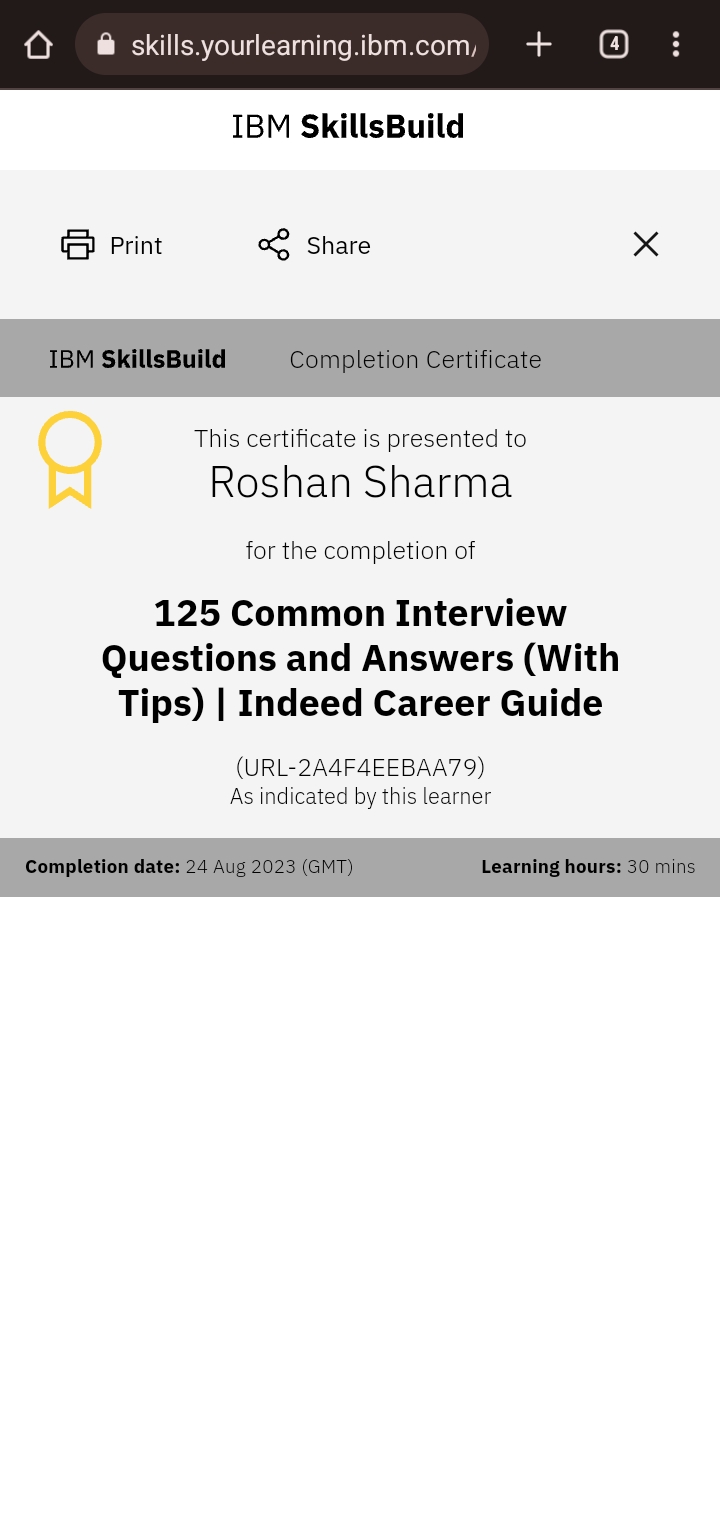 skills.yourlearning.ibm.com/
4
IBM SkillsBuild
Print
Share
IBM SkillsBuild
Completion Certificate
This certificate is presented to
Roshan Sharma
for the completion of
125 Common Interview
Questions and Answers (With
Tips) | Indeed Career Guide
(URL-2A4F4EEBAA79)
As indicated by this learner
Completion date: 24 Aug 2023 (GMT)
Learning hours: 30 mins